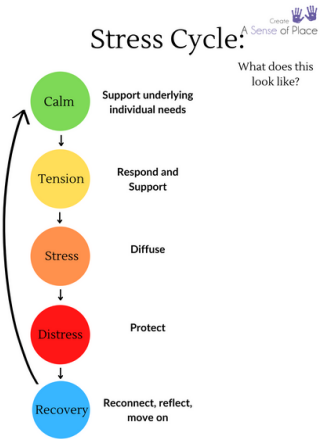 Create
A Sense of Place
Stress Cycle:
What does this
look like?
Calm
Support underlying
individual needs
Tension
Respond and
Support
Stress
Diffuse
Distress
Protect
Recovery
Reconnect, reflect,
move on